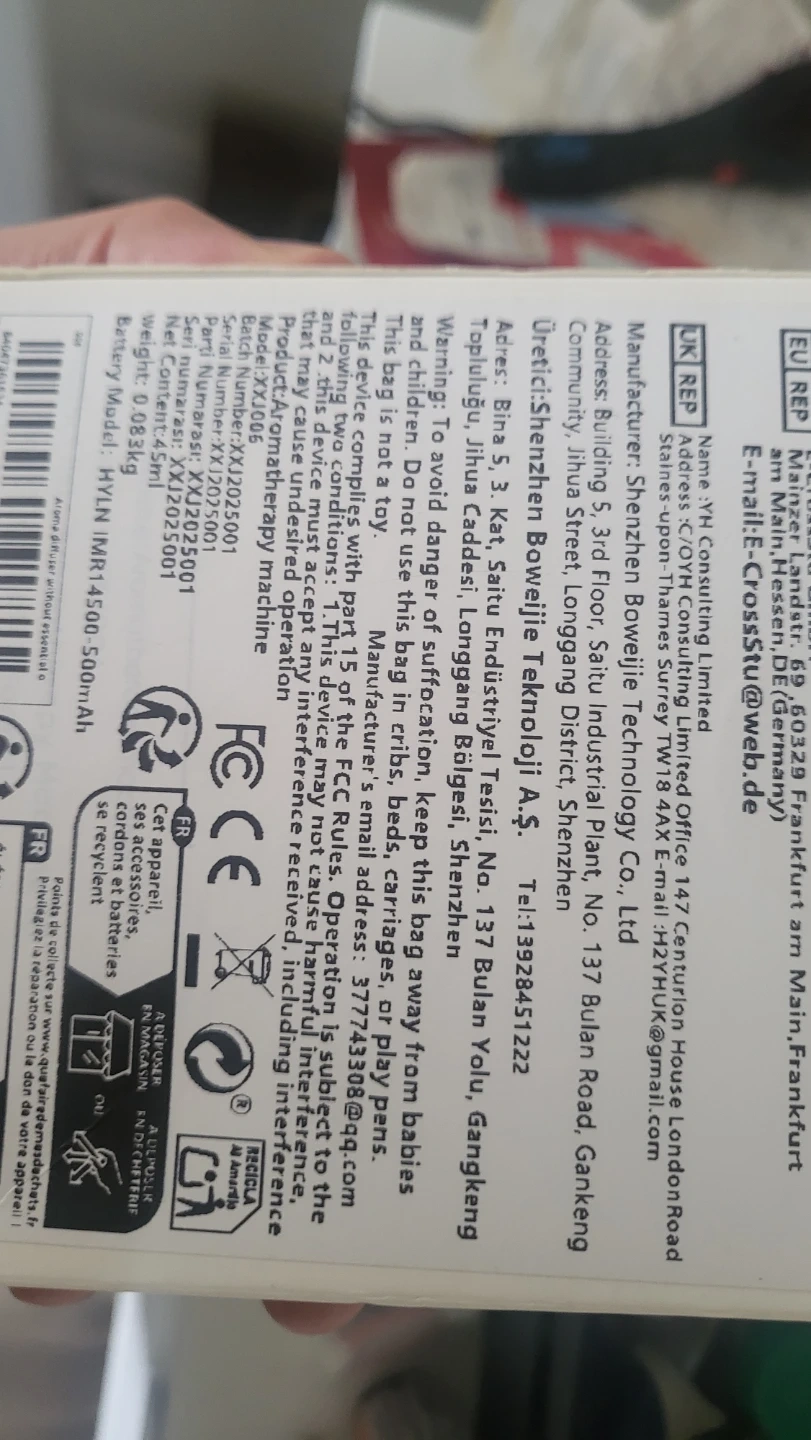 EU REP
Mainzer Landstr. 69 ,60329 Frankfurt am Main,Frankfurt
am Main,Hessen,DE(Germany)
E-mail:E-CrossStu@web.de
UK REP
Name :YH Consulting Limited
Address :C/OYH Consulting Limited Office 147 Centurion House LondonRoad
Staines-upon-Thames Surrey TW18 4AX E-mail :H2YHUK@gmail.com
Manufacturer: Shenzhen Boweijie Technology Co., Ltd
Address: Building 5, 3rd Floor, Saitu Industrial Plant, No. 137 Bulan Road, Gankeng
Community, Jihua Street, Longgang District, Shenzhen
Üretici:Shenzhen Boweijie Teknoloji A.Ş. Tel:13928451222
Adres: Bina 5, 3. Kat, Saitu Endüstriyel Tesisi, No. 137 Bulan Yolu, Gangkeng
Topluluğu, Jihua Caddesi, Longgang Bölgesi, Shenzhen
Warning: To avoid danger of suffocation, keep this bag away from babies
and children. Do not use this bag in cribs, beds, carriages, or play pens.
This bag is not a toy. Manufacturer's email address: 377743308@qq.com
This device complies with part 15 of the FCC Rules. Operation is subject to the
following two conditions: 1.This device may not cause harmful interference,
and 2 .this device must accept any interference received, including interference
that may cause undesired operation
Product:Aromatherapy machine
Model:XXJ006
Batch Number:XXJ2025001
Serial Number:XXJ2025001
Parti Numarası: XXJ2025001
Seri numarası: XXJ2025001
Net Content:45ml
Weight: 0.083kg
Battery Model: HYLN IMR14500-500mAh
FC CE
®
RECICLA
Al Amarillo
FR
Cet appareil,
ses accessoires,
cordons et batteries
se recyclent
A DÉPOSER
EN MAGASIN
OU
A DÉPOSER
EN DÉCHETERIE
Points de collecte sur www.quefairedemesdechets.fr
Privilégiez la réparation ou le don de votre appareil !
FR
Aroma diffuser without essential o